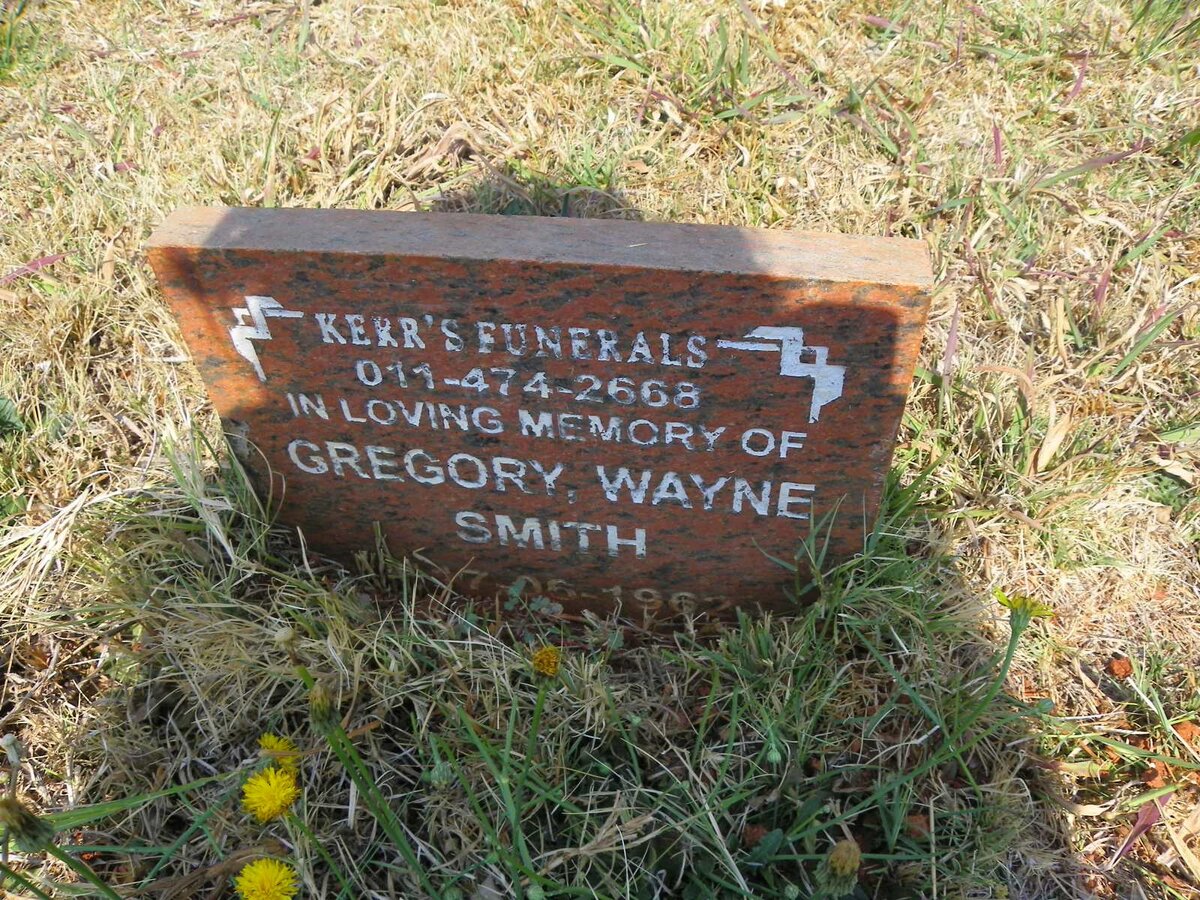 KERR'S FUNERALS
011-474-2668
IN LOVING MEMORY OF
GREGORY, WAYNE
SMITH